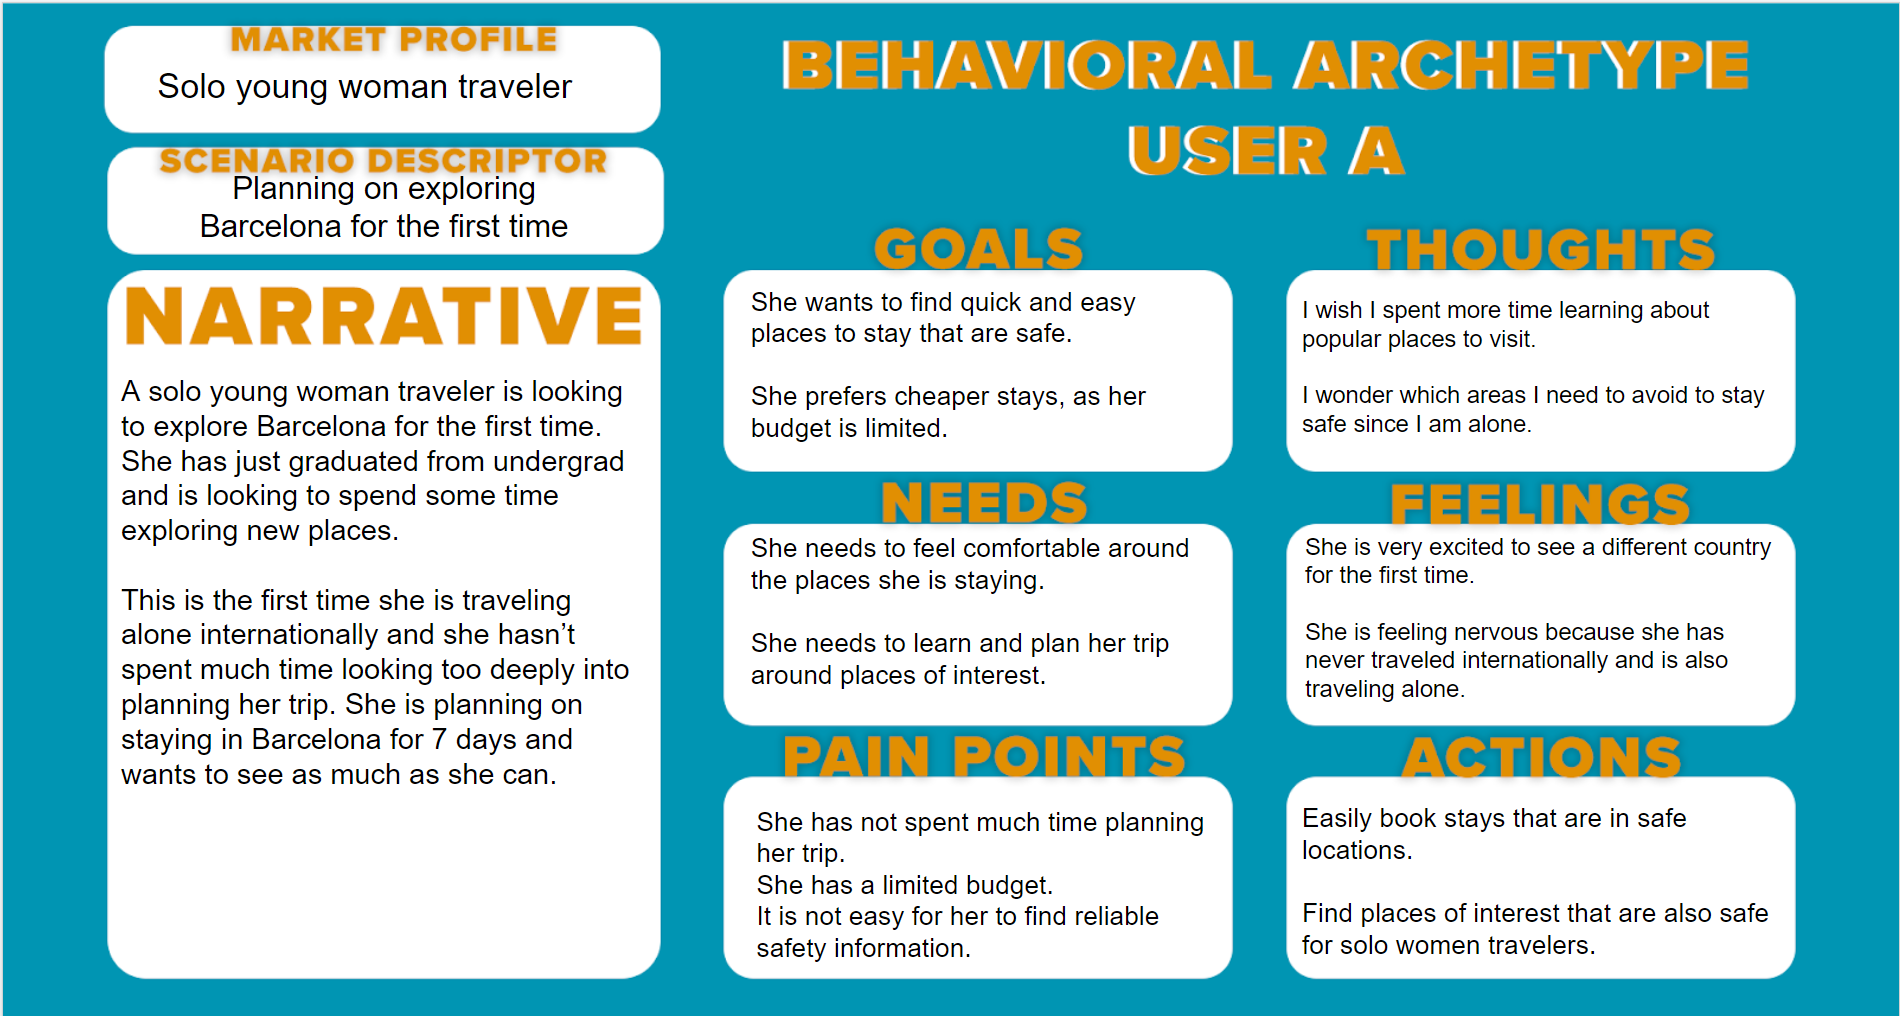 MARKET PROFILE
Solo young woman traveler
SCENARIO DESCRIPTOR
Planning on exploring
Barcelona for the first time
NARRATIVE
A solo young woman traveler is looking
to explore Barcelona for the first time.
She has just graduated from undergrad
and is looking to spend some time
exploring new places.
This is the first time she is traveling
alone internationally and she hasn’t
spent much time looking too deeply into
planning her trip. She is planning on
staying in Barcelona for 7 days and
wants to see as much as she can.
BEHAVIORAL ARCHETYPE
USER A
GOALS
She wants to find quick and easy
places to stay that are safe.
She prefers cheaper stays, as her
budget is limited.
THOUGHTS
I wish I spent more time learning about
popular places to visit.
I wonder which areas I need to avoid to stay
safe since I am alone.
NEEDS
She needs to feel comfortable around
the places she is staying.
She needs to learn and plan her trip
around places of interest.
FEELINGS
She is very excited to see a different country
for the first time.
She is feeling nervous because she has
never traveled internationally and is also
traveling alone.
PAIN POINTS
She has not spent much time planning
her trip.
She has a limited budget.
It is not easy for her to find reliable
safety information.
ACTIONS
Easily book stays that are in safe
locations.
Find places of interest that are also safe
for solo women travelers.